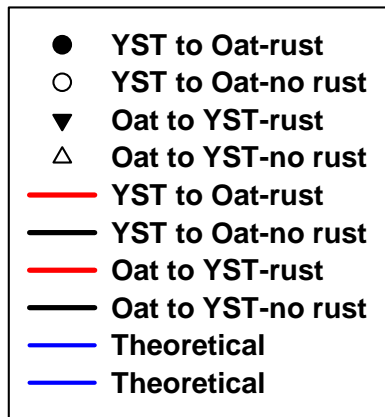 YST to Oat-rust
YST to Oat-no rust
Oat to YST-rust
Oat to YST-no rust
YST to Oat-rust
YST to Oat-no rust
Oat to YST-rust
Oat to YST-no rust
Theoretical
Theoretical